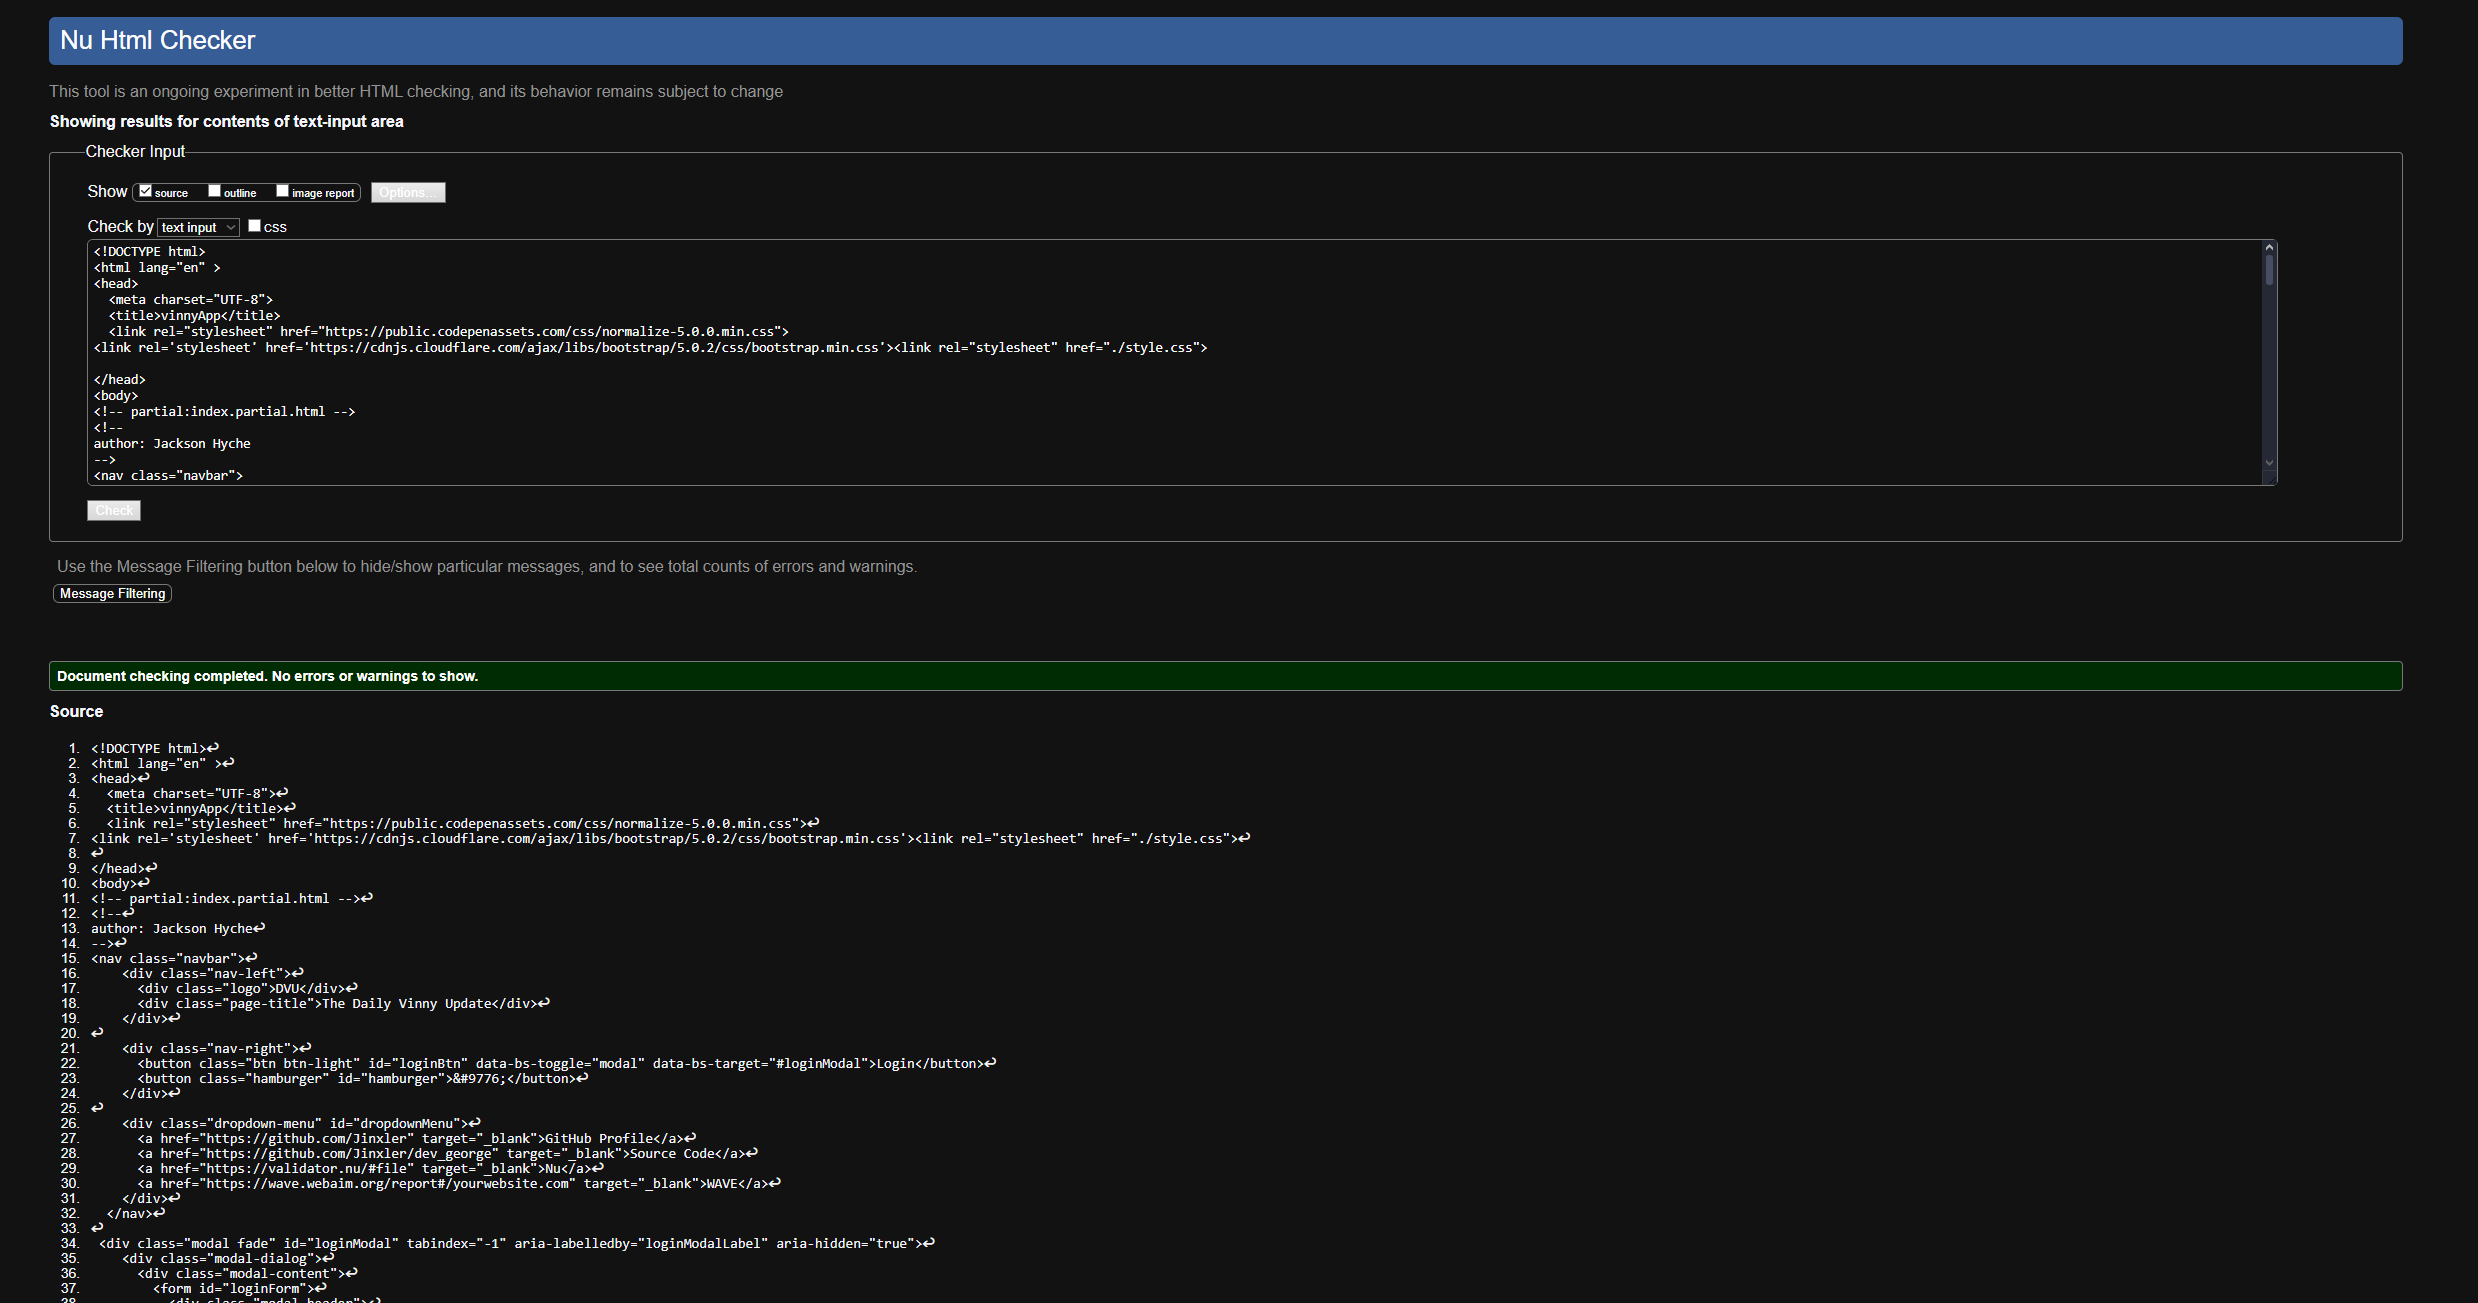 Nu Html Checker
This tool is an ongoing experiment in better HTML checking, and its behavior remains subject to change
Showing results for contents of text-input area
Checker Input
Show source outline image report Options...
Check by text input css
<!DOCTYPE html>
<html lang="en" >
<head>
  <meta charset="UTF-8">
  <title>vinnyApp</title>
  <link rel="stylesheet" href="https://public.codepenassets.com/css/normalize-5.0.0.min.css">
<link rel='stylesheet' href='https://cdnjs.cloudflare.com/ajax/libs/bootstrap/5.0.2/css/bootstrap.min.css'><link rel="stylesheet" href="./style.css">
</head>
<body>
<!-- partial:index.partial.html -->
<!--
author: Jackson Hyche
-->
<nav class="navbar">
Check
Use the Message Filtering button below to hide/show particular messages, and to see total counts of errors and warnings.
Message Filtering
Document checking completed. No errors or warnings to show.
Source
1. <!DOCTYPE html>↩
2. <html lang="en" >↩
3. <head>↩
4.   <meta charset="UTF-8">↩
5.   <title>vinnyApp</title>↩
6.   <link rel="stylesheet" href="https://public.codepenassets.com/css/normalize-5.0.0.min.css">↩
7. <link rel='stylesheet' href='https://cdnjs.cloudflare.com/ajax/libs/bootstrap/5.0.2/css/bootstrap.min.css'><link rel="stylesheet" href="./style.css">↩
8. ↩
9. </head>↩
10. <body>↩
11. <!-- partial:index.partial.html -->↩
12. <!--↩
13. author: Jackson Hyche↩
14. -->↩
15. <nav class="navbar">↩
16.     <div class="nav-left">↩
17.       <div class="logo">DVU</div>↩
18.       <div class="page-title">The Daily Vinny Update</div>↩
19.     </div>↩
20. ↩
21.     <div class="nav-right">↩
22.       <button class="btn btn-light" id="loginBtn" data-bs-toggle="modal" data-bs-target="#loginModal">Login</button>↩
23.       <button class="hamburger" id="hamburger">&#9776;</button>↩
24.     </div>↩
25. ↩
26.     <div class="dropdown-menu" id="dropdownMenu">↩
27.       <a href="https://github.com/Jinxler" target="_blank">GitHub Profile</a>↩
28.       <a href="https://github.com/Jinxler/dev_george" target="_blank">Source Code</a>↩
29.       <a href="https://validator.nu/#file" target="_blank">Nu</a>↩
30.       <a href="https://wave.webaim.org/report#/yourwebsite.com" target="_blank">WAVE</a>↩
31.     </div>↩
32.   </nav>↩
33. ↩
34.  <div class="modal fade" id="loginModal" tabindex="-1" aria-labelledby="loginModalLabel" aria-hidden="true">↩
35.     <div class="modal-dialog">↩
36.       <div class="modal-content">↩
37.         <form id="loginForm">↩
38.           <div class="modal-header">↩